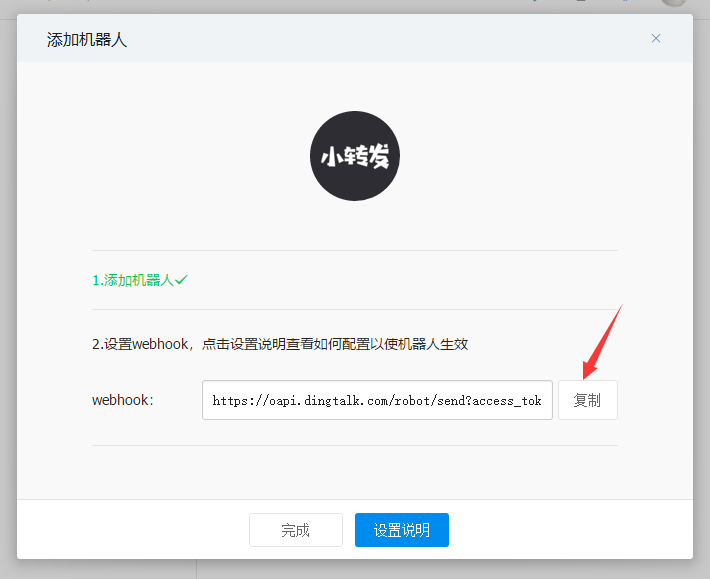 添加机器人
小转发
1.添加机器人
2.设置webhook，点击设置说明查看如何配置以使机器人生效
webhook：
https://oapi.dingtalk.com/robot/send?access_tok
复制
完成
设置说明